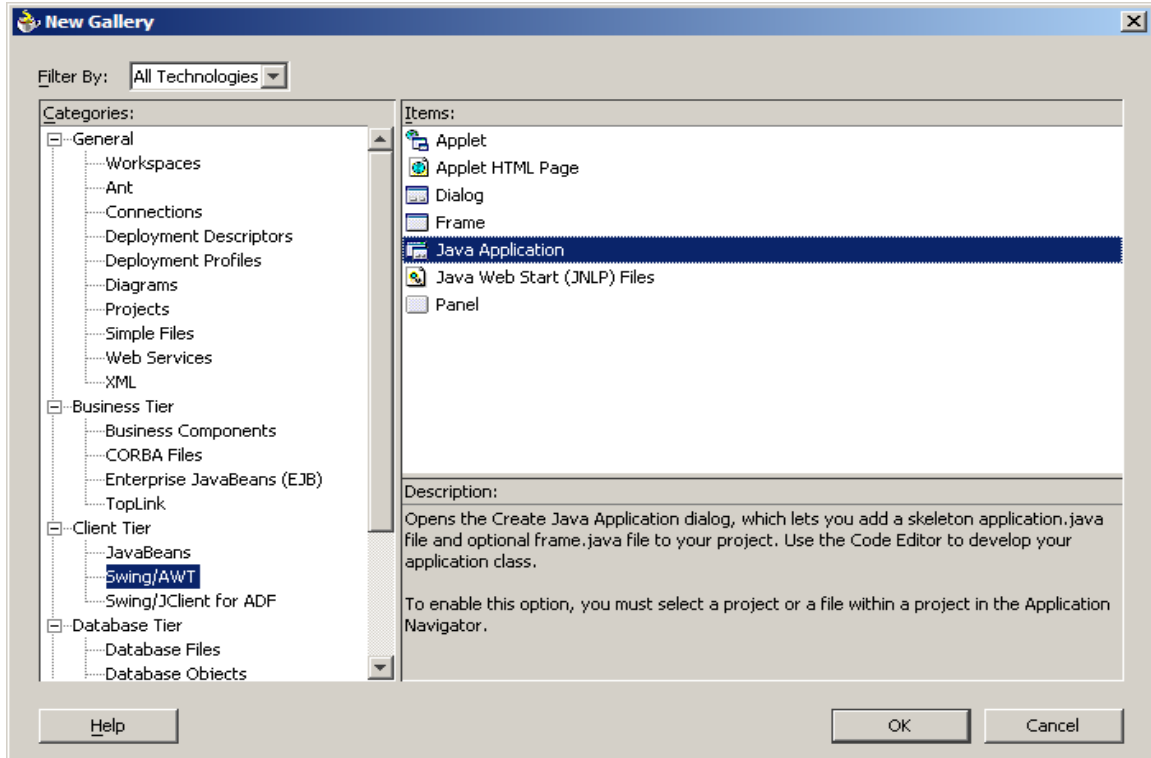 New Gallery
Filter By: All Technologies
Categories:
General
Workspaces
Ant
Connections
Deployment Descriptors
Deployment Profiles
Diagrams
Projects
Simple Files
Web Services
XML
Business Tier
Business Components
CORBA Files
Enterprise JavaBeans (EJB)
TopLink
Client Tier
JavaBeans
Swing/AWT
Swing/JClient for ADF
Database Tier
Database Files
Database Objects
Items:
Applet
Applet HTML Page
Dialog
Frame
Java Application
Java Web Start (JNLP) Files
Panel
Description:
Opens the Create Java Application dialog, which lets you add a skeleton application.java
file and optional frame.java file to your project. Use the Code Editor to develop your
application class.
To enable this option, you must select a project or a file within a project in the Application
Navigator.
Help
OK
Cancel